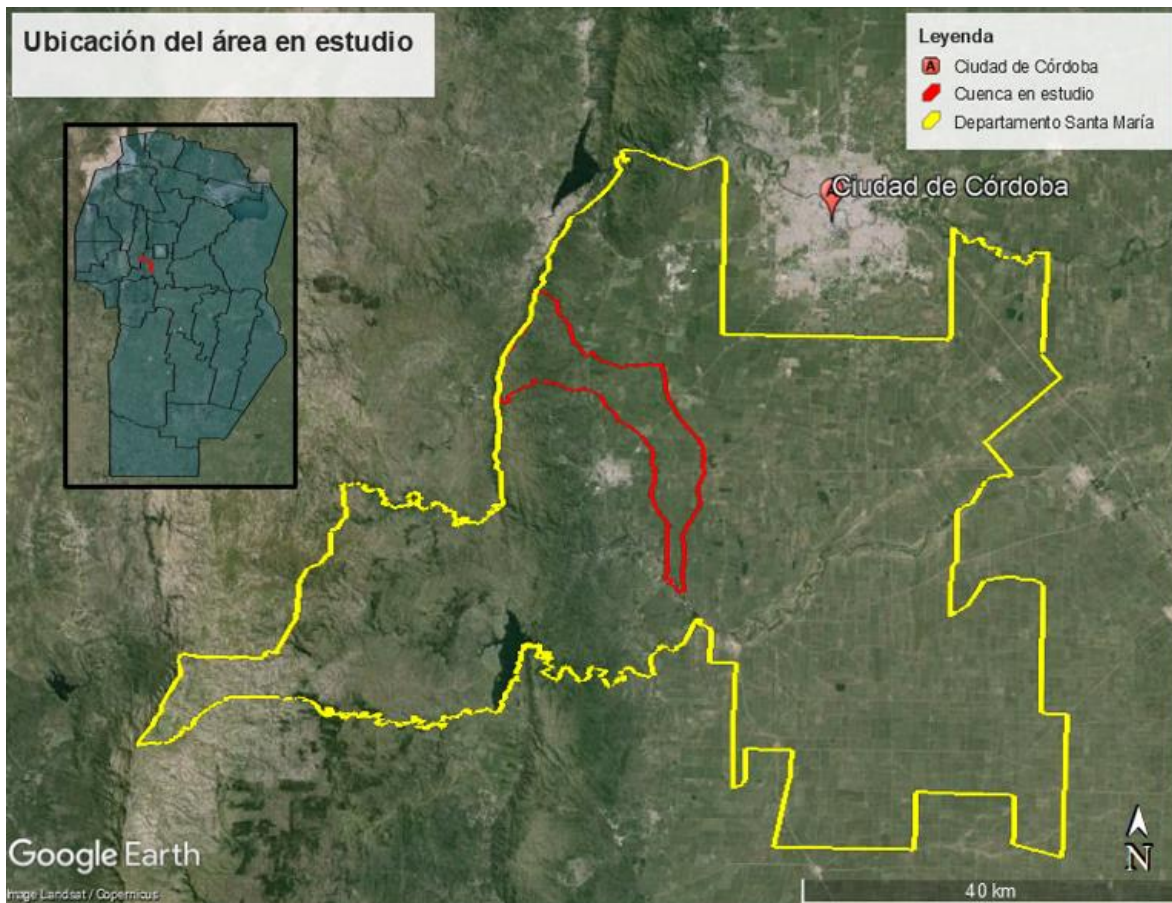 Ubicación del área en estudio
Leyenda
A Ciudad de Córdoba
Cuenca en estudio
Departamento Santa María
A Ciudad de Córdoba
Google Earth
Image Landsat / Copernicus
N
40 km